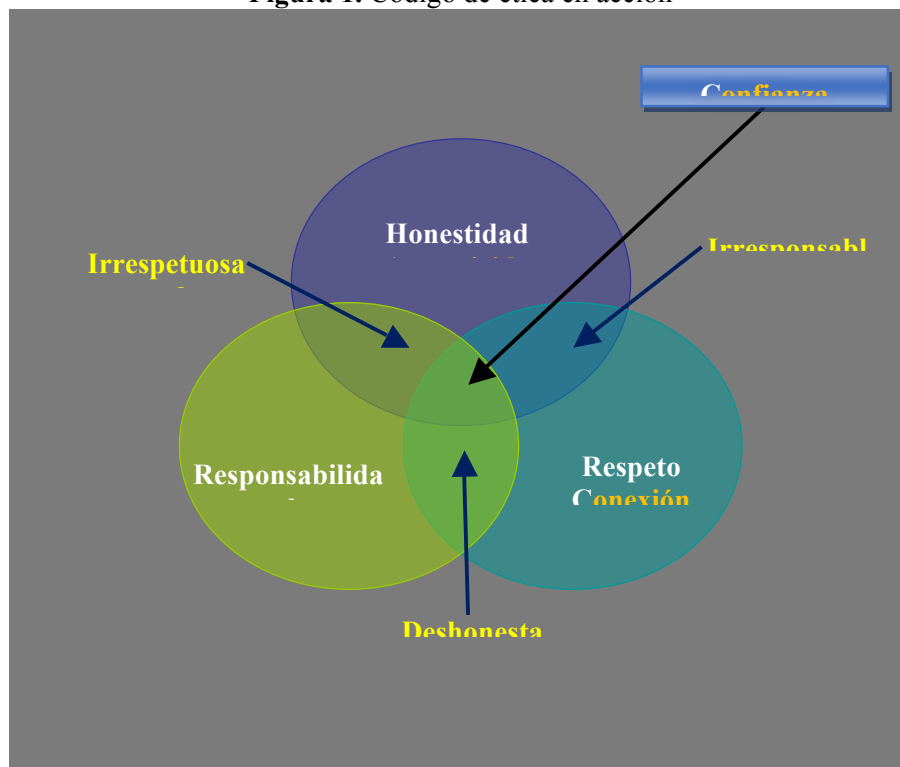 Figura 1. Código de ética en acción
Confianza
Honestidad
Irrespetuosa
Irresponsabl
Responsabilida
Respeto
Conexión
Deshonesta